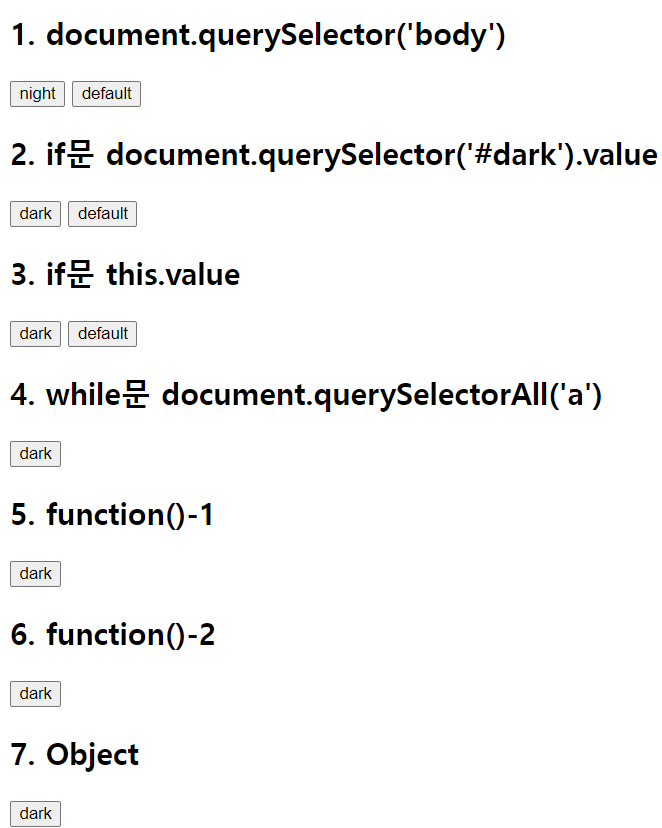 1. document.querySelector('body')
night default
2. if문 document.querySelector('#dark').value
dark default
3. if문 this.value
dark default
4. while문 document.querySelectorAll('a')
dark
5. function()-1
dark
6. function()-2
dark
7. Object
dark